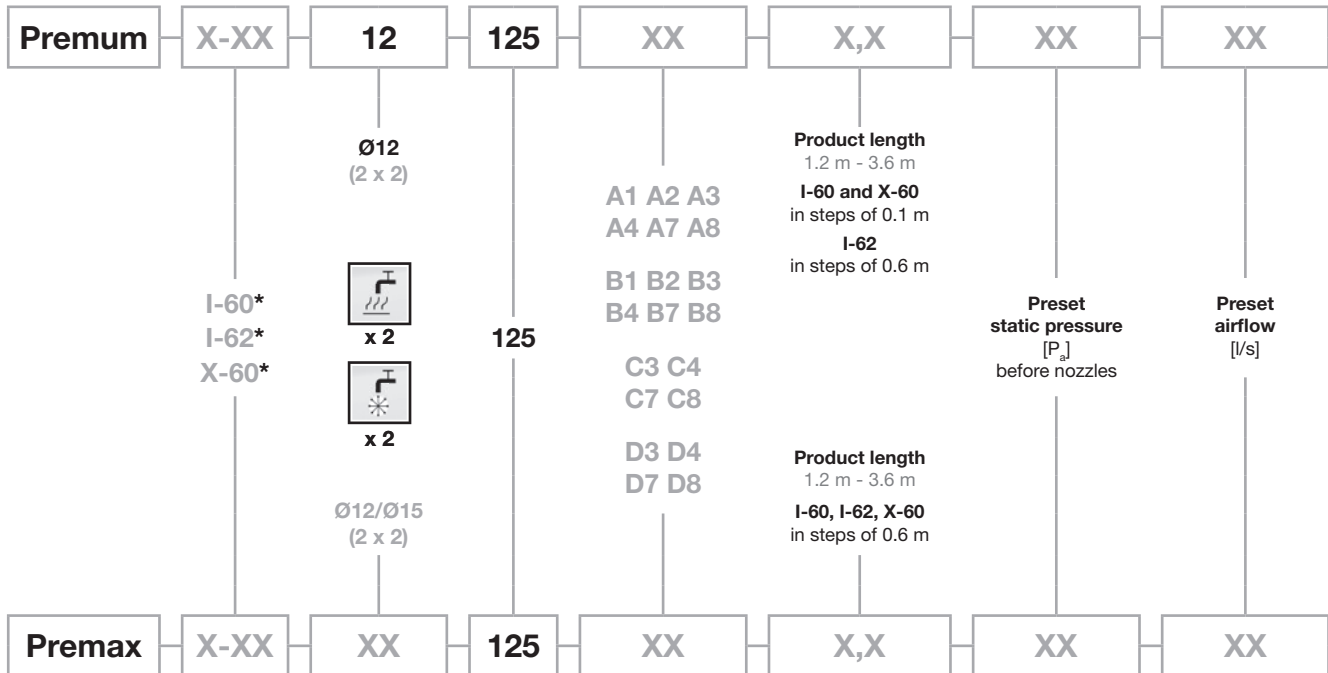 Premum X-XX 12 125 XX X,X XX XX
Ø12
(2 x 2)
x 2
x 2
Ø12/Ø15
(2 x 2)
I-60*
I-62*
X-60*
125
A1 A2 A3
A4 A7 A8
B1 B2 B3
B4 B7 B8
C3 C4
C7 C8
D3 D4
D7 D8
Product length
1.2 m - 3.6 m
I-60 and X-60
in steps of 0.1 m
I-62
in steps of 0.6 m
Product length
1.2 m - 3.6 m
I-60, I-62, X-60
in steps of 0.6 m
Preset
static pressure
[Pa]
before nozzles
Preset
airflow
[l/s]
Premax X-XX XX 125 XX X,X XX XX